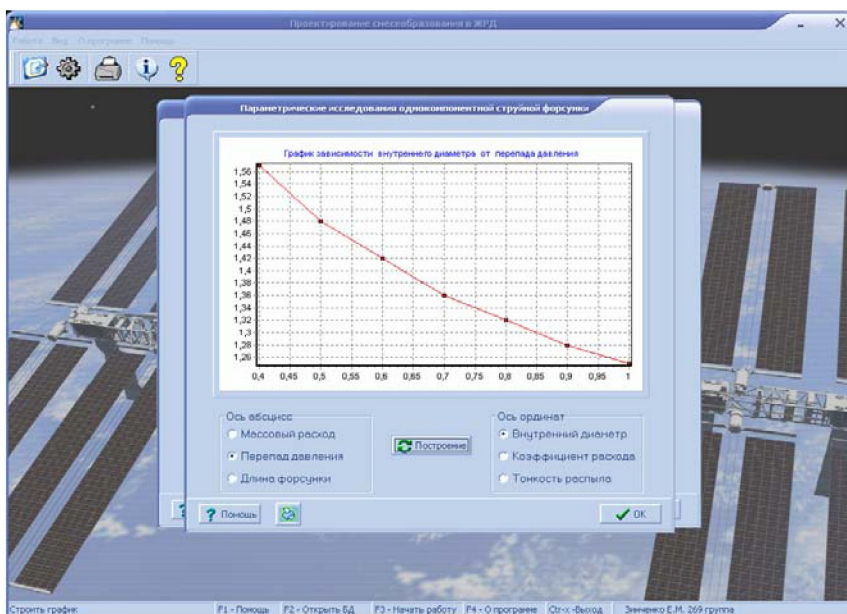 Проектирование смесеобразования в ЖРД
Работа Вид О программе Помощь
Параметрические исследования однокомпонентной струйной форсунки
График зависимости внутреннего диаметра от перепада давления
1,56
1,54
1,52
1,5
1,48
1,46
1,44
1,42
1,4
1,38
1,36
1,34
1,32
1,3
1,28
1,26
0,4 0,45 0,5 0,55 0,6 0,65 0,7 0,75 0,8 0,85 0,9 0,95 1
Ось абсцисс
Массовый расход
Перепад давления
Длина форсунки
Построение
Ось ординат
Внутренний диаметр
Коэффициент расхода
Тонкость распыла
? Помощь
OK
Строить график F1 - Помощь F2 - Открыть БД F3 - Начать работу F4 - О программе Ctr-x -Выход Зинченко Е.М. 269 группа